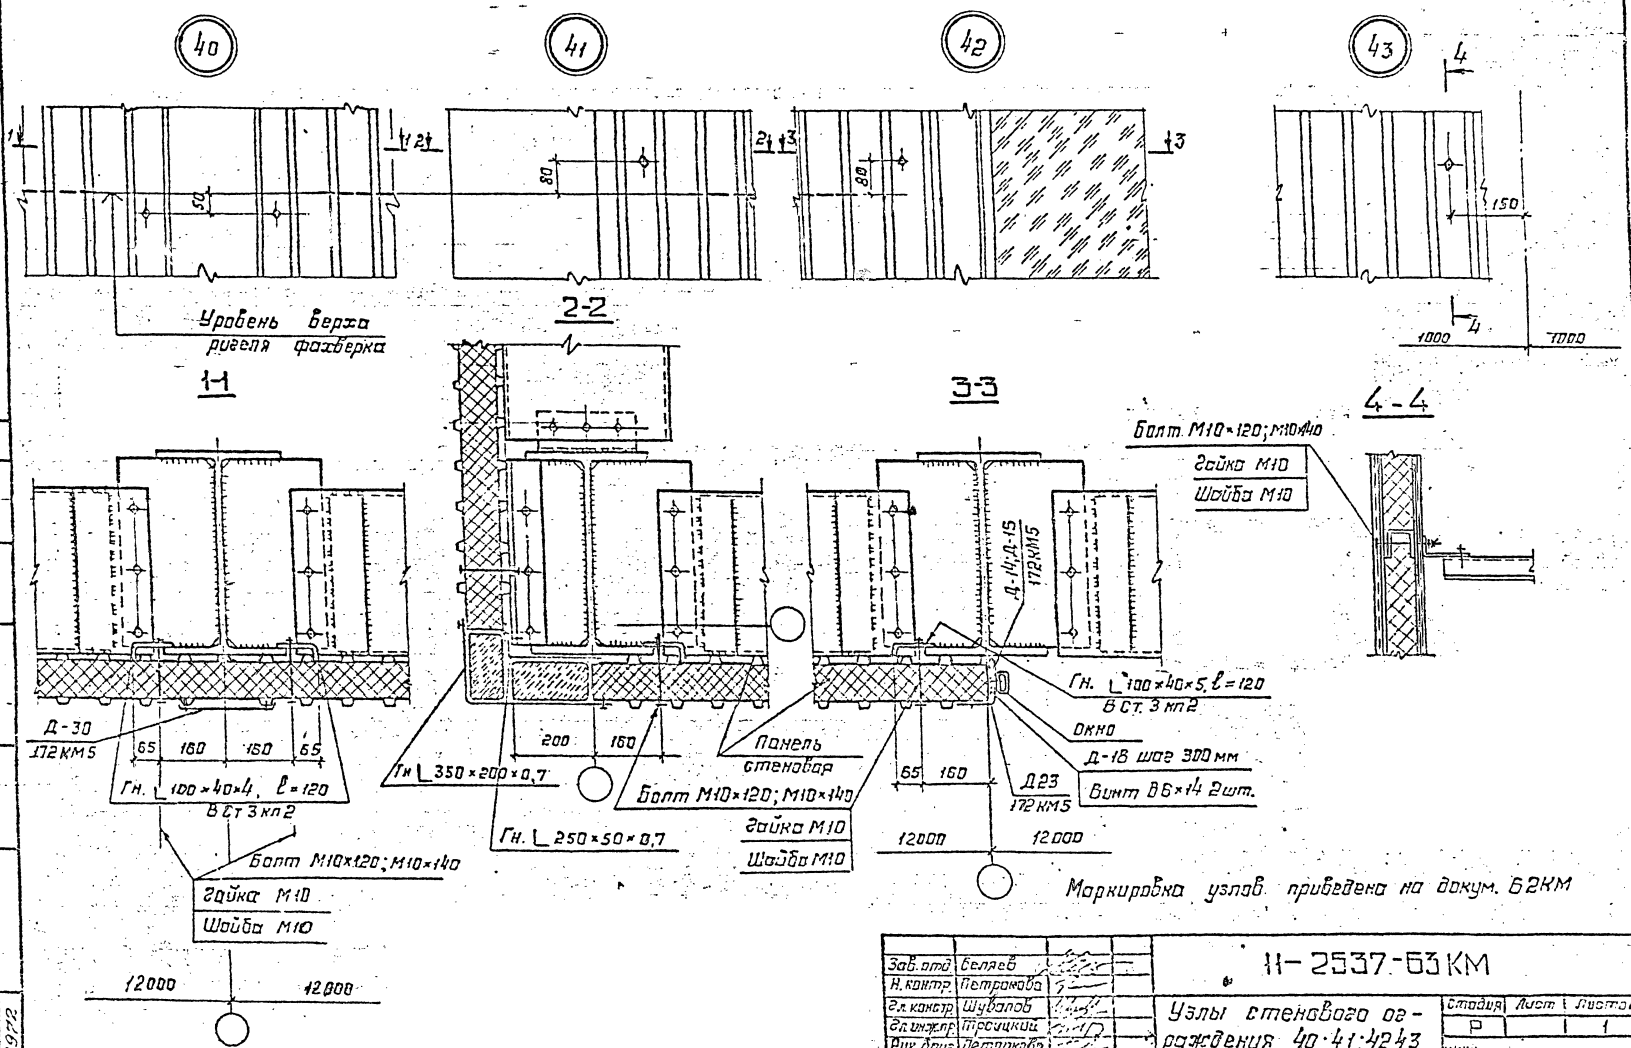 40
41
42
43
4
1
1 2
2 3
3
50
80
80
150
4
1000
1000
Уровень верха
ригеля фахверка
1-1
2-2
3-3
4-4
Болт М10×120; М10×140
Гайка М10
Шайба М10
Д-14; Д-15
172КМ5
Д-30
172КМ5
65 160 160 65
Гн. L 100×40×4, ℓ=120
В Ст 3 кп2
Болт М10×120; М10×140
Гайка М10
Шайба М10
12000
12000
200 160
Гн L 350×200×0,7
Гн. L 250×50×0,7
Панель
стеновая
Болт М10×120; М10×140
Гайка М10
Шайба М10
65 160
12000
12000
Гн. L 100×40×5, ℓ=120
В Ст. 3 кп2
Окно
Д-18 шаг 300 мм
Винт В6×14 2шт.
Д23
172КМ5
Маркировка узлов приведена на докум. 62КМ
11-2537-63КМ
Зав. отд Беляев
Н. контр. Петракова
Гл. констр. Шувалов
Гл. инж. пр. Троицкий
Узлы стенового ог-
раждения 40·41·42·43
Стадия Лист
Р 1